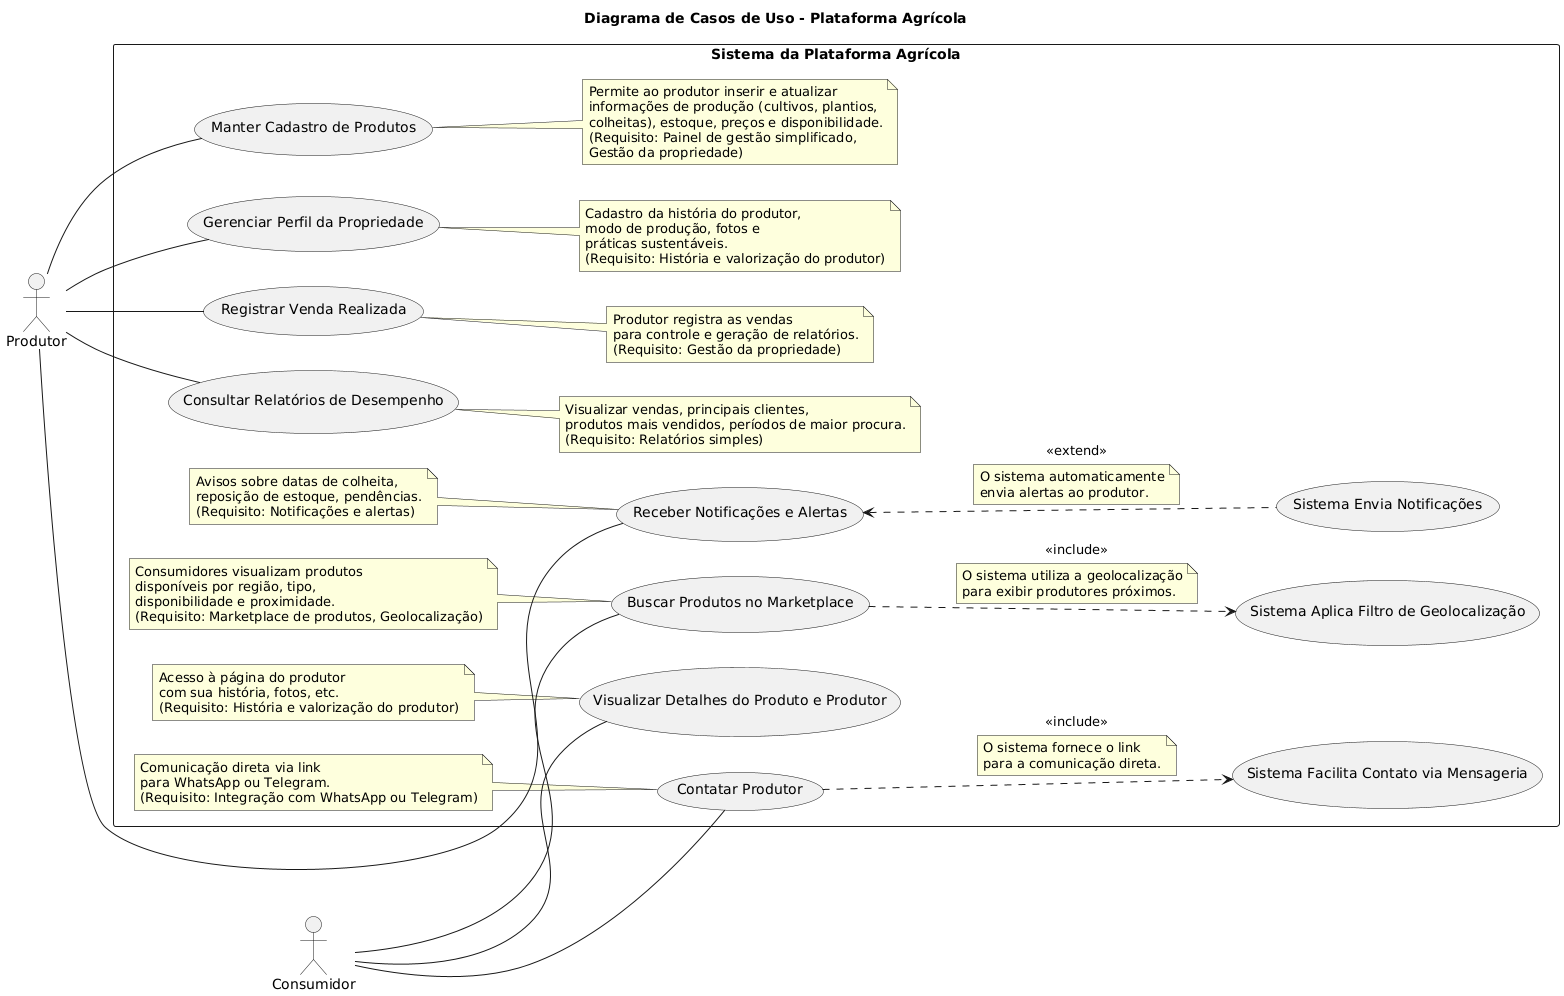 Diagrama de Casos de Uso - Plataforma Agrícola
Sistema da Plataforma Agrícola
Manter Cadastro de Produtos
Permite ao produtor inserir e atualizar
informações de produção (cultivos, plantios,
colheitas), estoque, preços e disponibilidade.
(Requisito: Painel de gestão simplificado,
Gestão da propriedade)
Gerenciar Perfil da Propriedade
Cadastro da história do produtor,
modo de produção, fotos e
práticas sustentáveis.
(Requisito: História e valorização do produtor)
Produtor
Registrar Venda Realizada
Produtor registra as vendas
para controle e geração de relatórios.
(Requisito: Gestão da propriedade)
Consultar Relatórios de Desempenho
Visualizar vendas, principais clientes,
produtos mais vendidos, períodos de maior procura.
(Requisito: Relatórios simples)
Avisos sobre datas de colheita,
reposição de estoque, pendências.
(Requisito: Notificações e alertas)
Receber Notificações e Alertas
«extend»
O sistema automaticamente
envia alertas ao produtor.
Sistema Envia Notificações
Consumidores visualizam produtos
disponíveis por região, tipo,
disponibilidade e proximidade.
(Requisito: Marketplace de produtos, Geolocalização)
Buscar Produtos no Marketplace
«include»
O sistema utiliza a geolocalização
para exibir produtores próximos.
Sistema Aplica Filtro de Geolocalização
Acesso à página do produtor
com sua história, fotos, etc.
(Requisito: História e valorização do produtor)
Visualizar Detalhes do Produto e Produtor
Comunicação direta via link
para WhatsApp ou Telegram.
(Requisito: Integração com WhatsApp ou Telegram)
Contatar Produtor
«include»
O sistema fornece o link
para a comunicação direta.
Sistema Facilita Contato via Mensageria
Consumidor